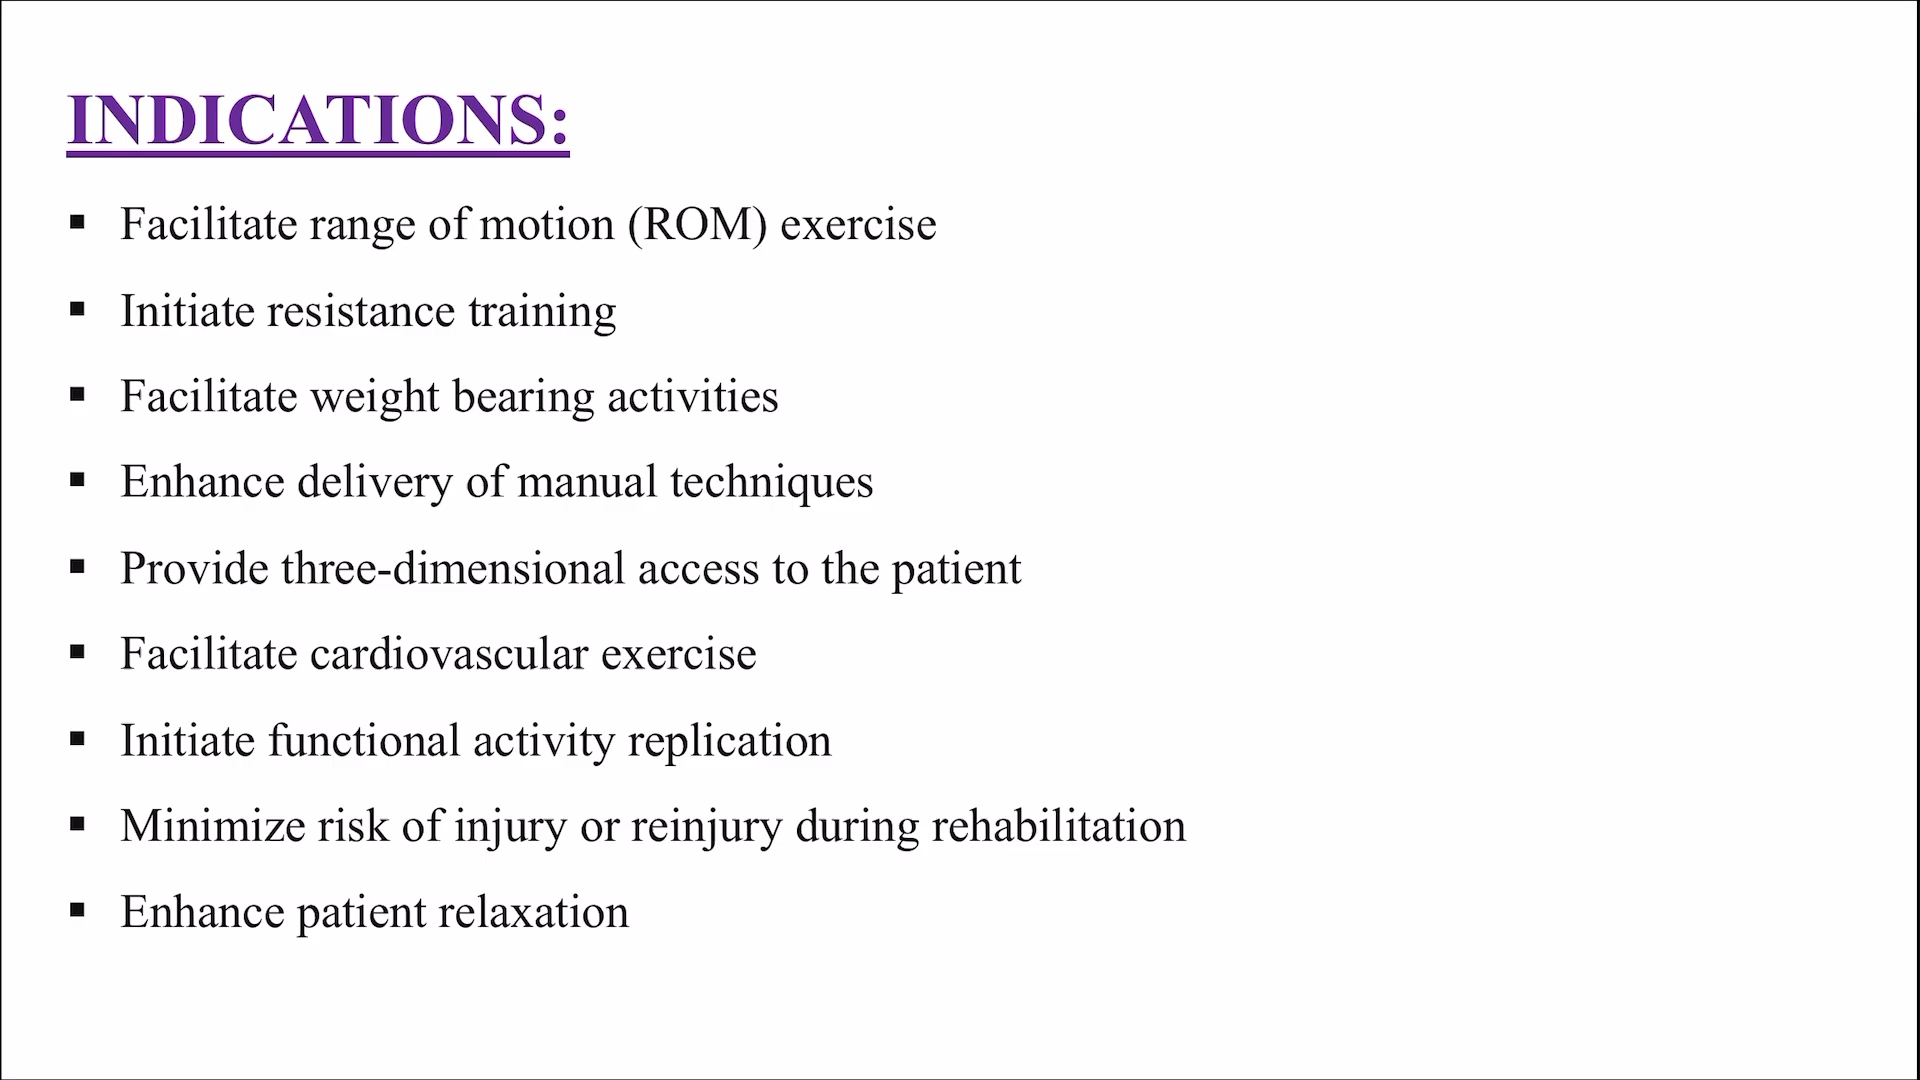 INDICATIONS:
▪ Facilitate range of motion (ROM) exercise
▪ Initiate resistance training
▪ Facilitate weight bearing activities
▪ Enhance delivery of manual techniques
▪ Provide three-dimensional access to the patient
▪ Facilitate cardiovascular exercise
▪ Initiate functional activity replication
▪ Minimize risk of injury or reinjury during rehabilitation
▪ Enhance patient relaxation